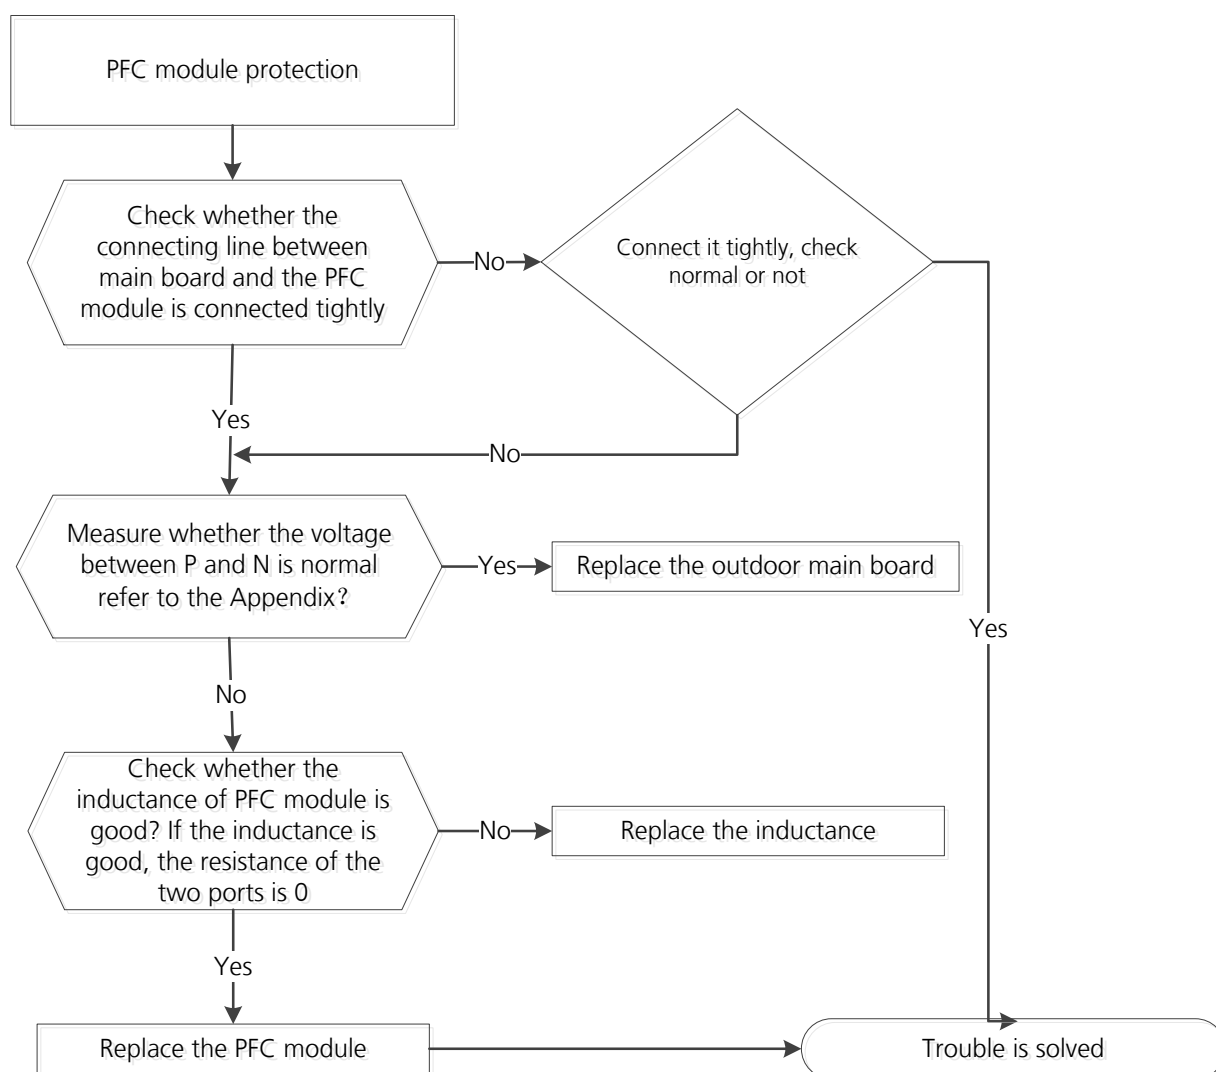 PFC module protection
Check whether the
connecting line between
main board and the PFC
module is connected tightly
No
Connect it tightly, check
normal or not
Yes
No
Measure whether the voltage
between P and N is normal
refer to the Appendix?
Yes
Replace the outdoor main board
Yes
No
Check whether the
inductance of PFC module is
good? If the inductance is
good, the resistance of the
two ports is 0
No
Replace the inductance
Yes
Replace the PFC module
Trouble is solved